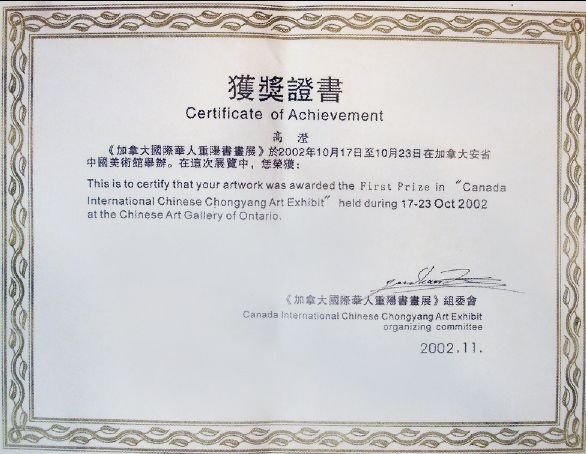 獲獎證書
Certificate of Achievement
高 瀅
《加拿大國際華人重陽書畫展》於2002年10月17日至10月23日在加拿大安省
中國美術館舉辦。在這次展覽中，您榮獲：
This is to certify that your artwork was awarded the First Prize in "Canada
International Chinese Chongyang Art Exhibit" held during 17-23 Oct 2002
at the Chinese Art Gallery of Ontario.
《加拿大國際華人重陽書畫展》組委會
Canada International Chinese Chongyang Art Exhibit
organizing committee
2002.11.